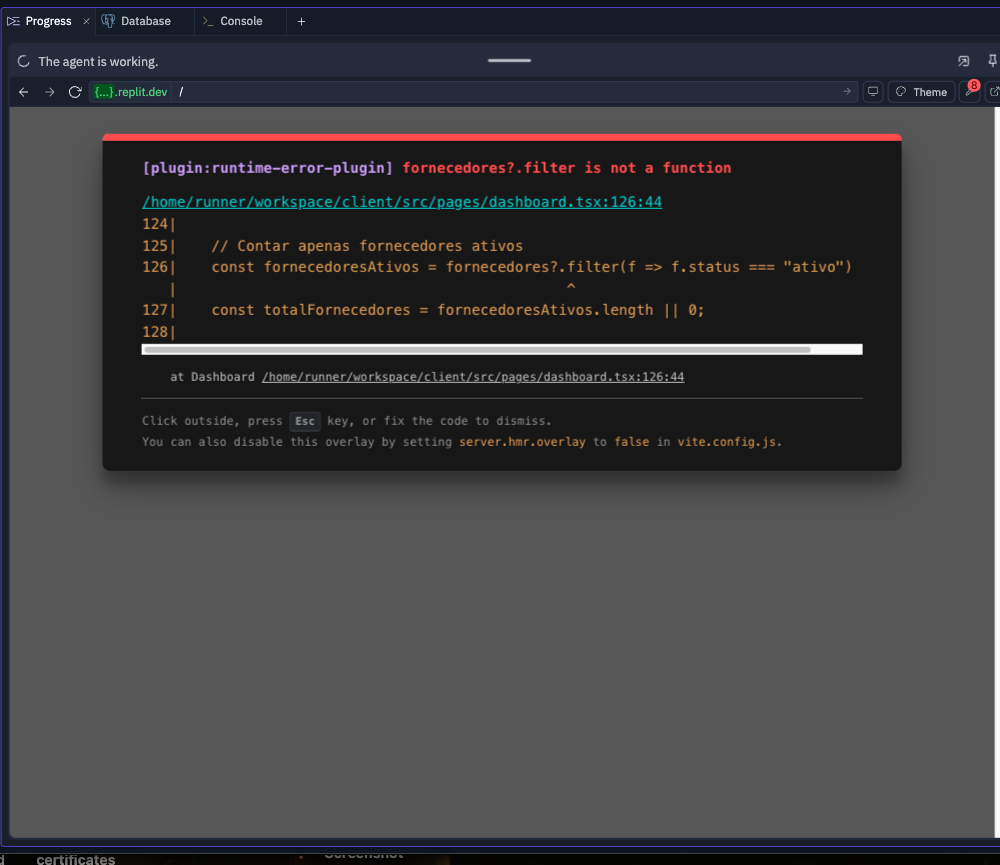 Progress × Database >_ Console +
The agent is working.
{...}.replit.dev / Theme 8
[plugin:runtime-error-plugin] fornecedores?.filter is not a function
/home/runner/workspace/client/src/pages/dashboard.tsx:126:44
124|
125|    // Contar apenas fornecedores ativos
126|    const fornecedoresAtivos = fornecedores?.filter(f => f.status === "ativo")
   |                                             ^
127|    const totalFornecedores = fornecedoresAtivos.length || 0;
128|
at Dashboard /home/runner/workspace/client/src/pages/dashboard.tsx:126:44
Click outside, press Esc key, or fix the code to dismiss.
You can also disable this overlay by setting server.hmr.overlay to false in vite.config.js.
certificates Screenshot